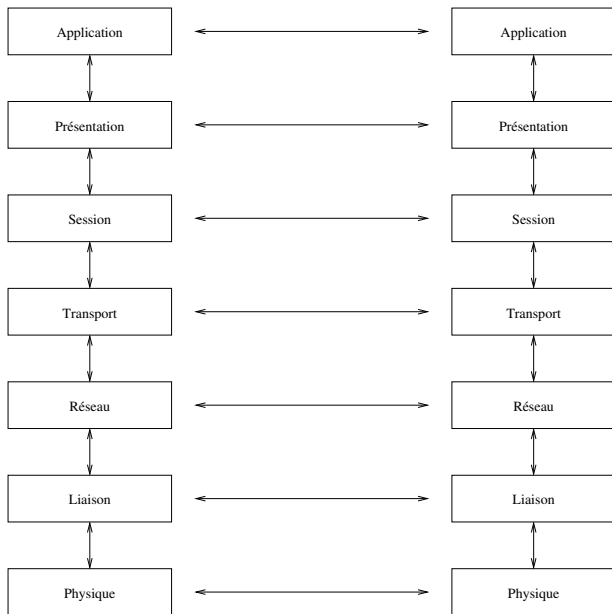 Application Application
Présentation Présentation
Session Session
Transport Transport
Réseau Réseau
Liaison Liaison
Physique Physique